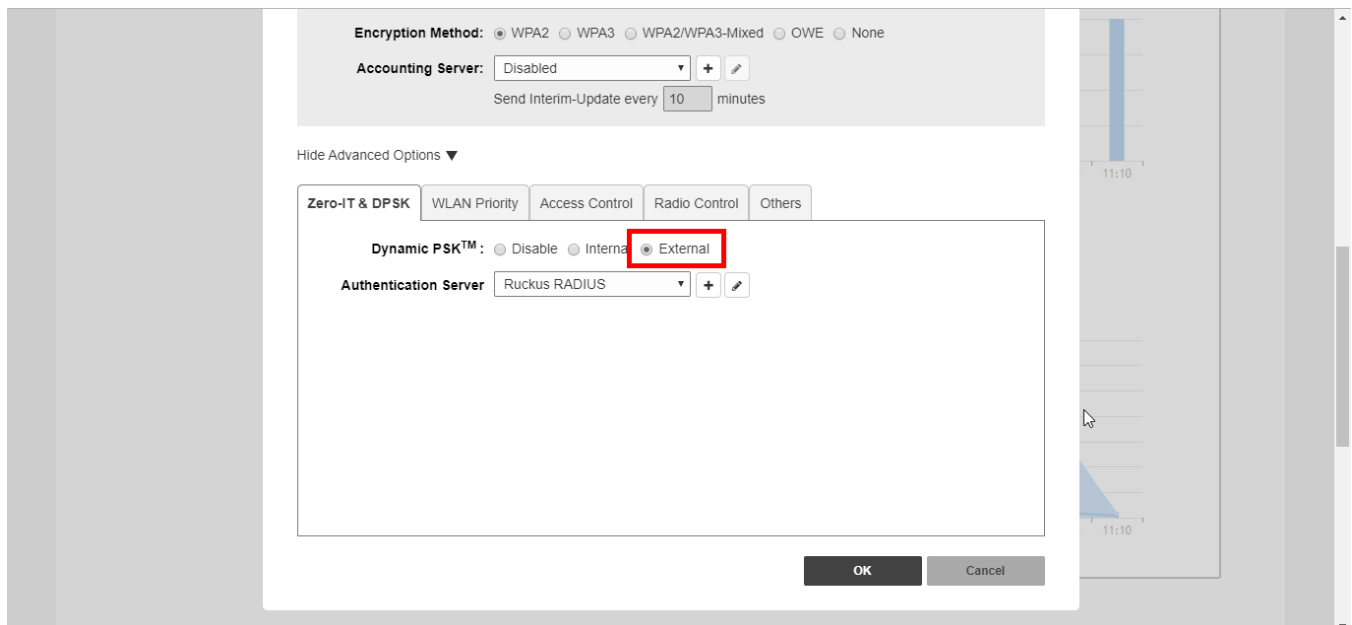 Encryption Method: WPA2 WPA3 WPA2/WPA3-Mixed OWE None
Accounting Server: Disabled
Send Interim-Update every 10 minutes
Hide Advanced Options ▼
11:10
Zero-IT & DPSK WLAN Priority Access Control Radio Control Others
Dynamic PSK™ : Disable Interna External
Authentication Server Ruckus RADIUS
11:10
OK Cancel